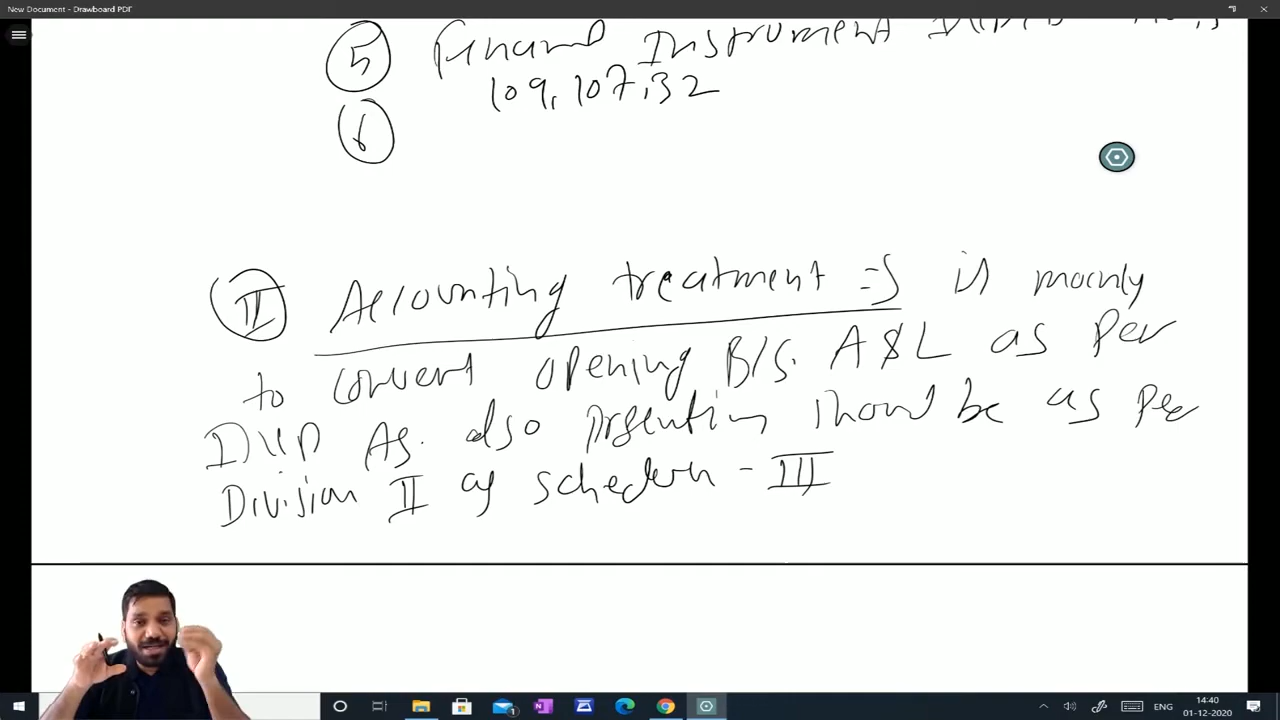 New Document - Drawboard PDF
5 Financial Instrument
109, 107, 32
6
II Accounting treatment => is mainly
to convert opening B/S. A & L as per
IND AS. also prsention should be as per
Division II of schedule - III
ENG
14:40
01-12-2020